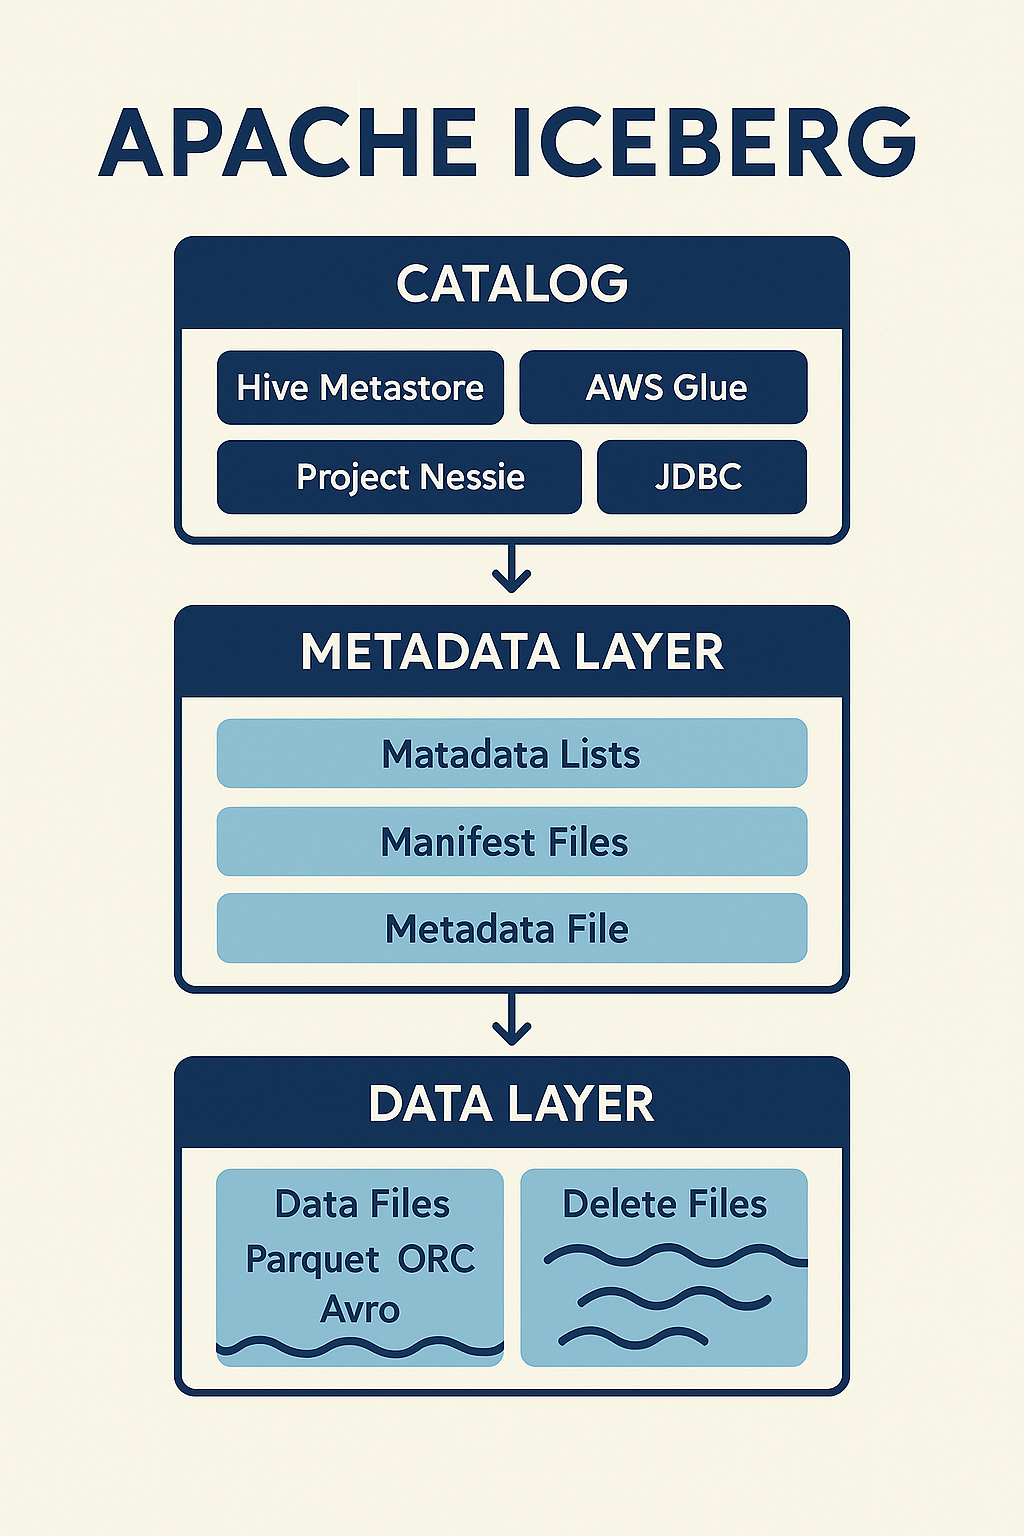 APACHE ICEBERG
CATALOG
Hive Metastore
AWS Glue
Project Nessie
JDBC
METADATA LAYER
Matadata Lists
Manifest Files
Metadata File
DATA LAYER
Data Files
Parquet ORC
Avro
Delete Files